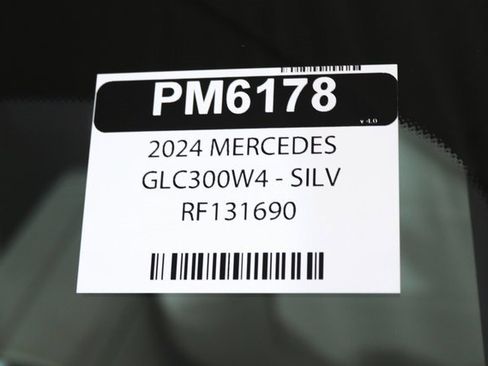 PM6178
v 4.0
2024 MERCEDES
GLC300W4 - SILV
RF131690